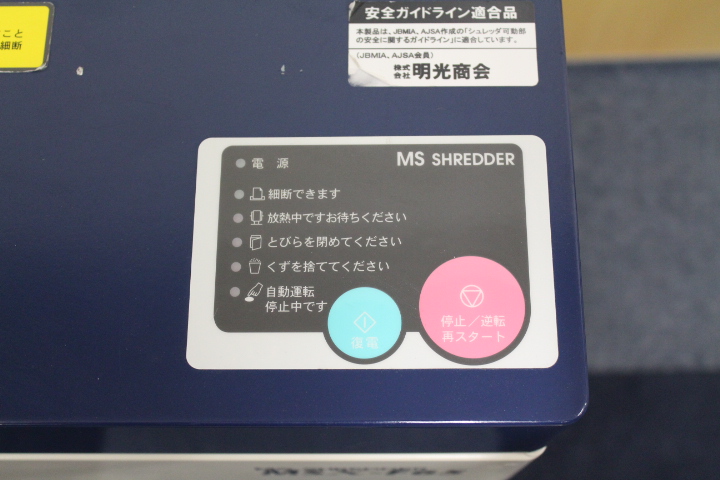 こと
細断
安全ガイドライン適合品
本製品は、JBMIA、AJSA作成の「シュレッダ可動部
の安全に関するガイドライン」に適合しています。
(JBMIA、AJSA会員)
株式会社 明光商会
電 源
MS SHREDDER
細断できます
放熱中ですお待ちください
とびらを閉めてください
くずを捨ててください
自動運転
停止中です
復電
停止/逆転
再スタート